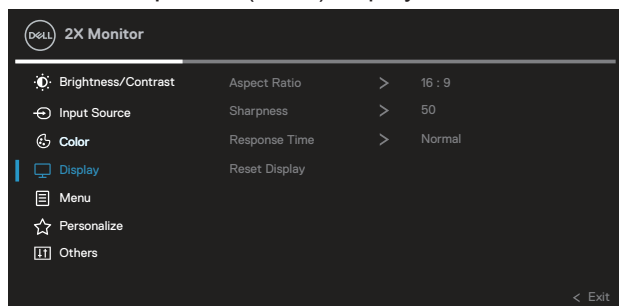 DELL 2X Monitor
Brightness/Contrast Aspect Ratio > 16 : 9
Input Source Sharpness > 50
Color Response Time > Normal
Display Reset Display
Menu
Personalize
Others
< Exit